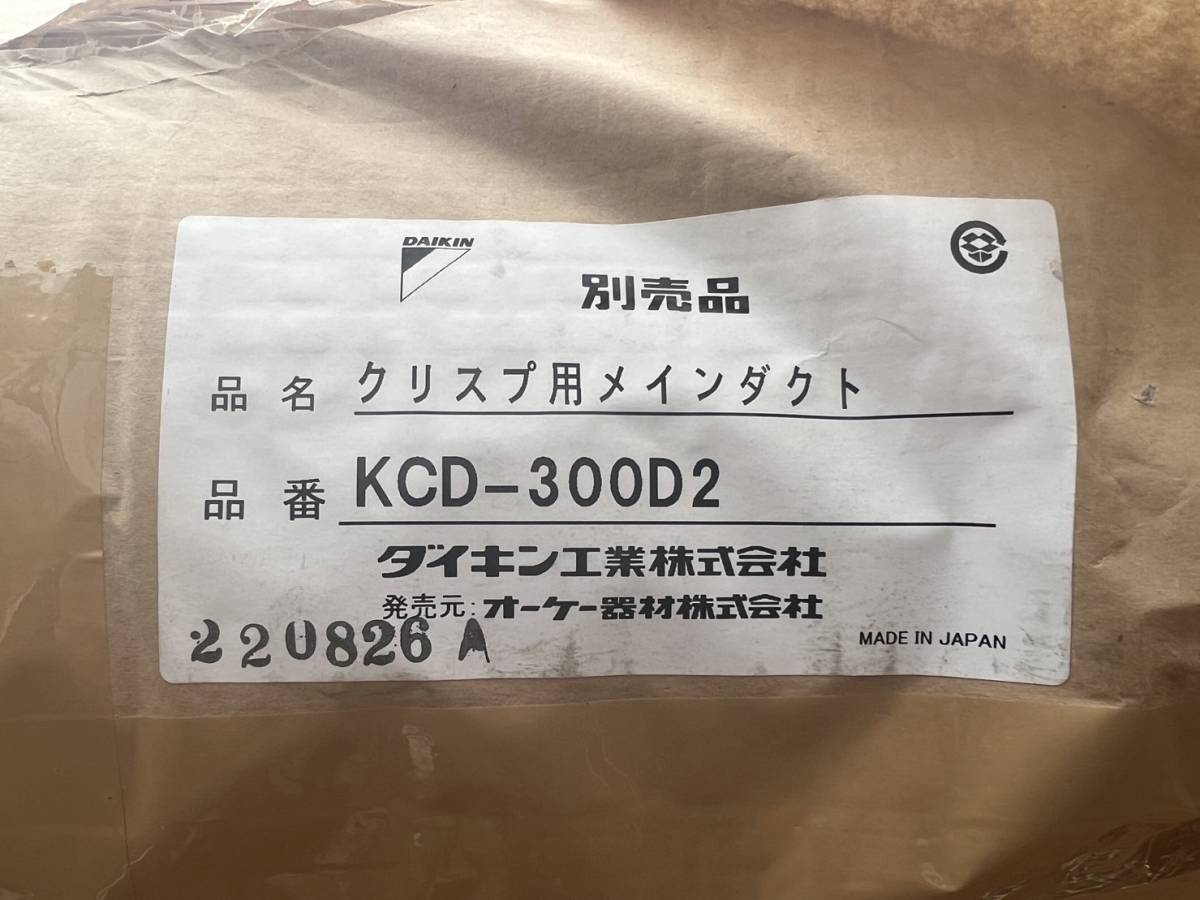 DAIKIN
別売品
品名 クリスプ用メインダクト
品番 KCD-300D2
ダイキン工業株式会社
発売元:オーケー器材株式会社
220826 A
MADE IN JAPAN